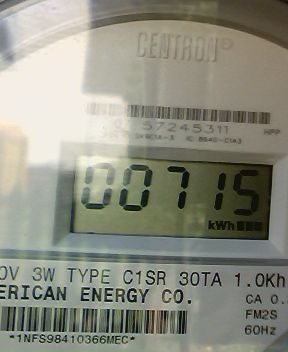 CENTRON®
57245311 HPP
00715
kWh
0V 3W TYPE C1SR 30TA 1.0Kh
ERICAN ENERGY CO. CA 0.
FM2S
*1NFS98410366MEC* 60Hz